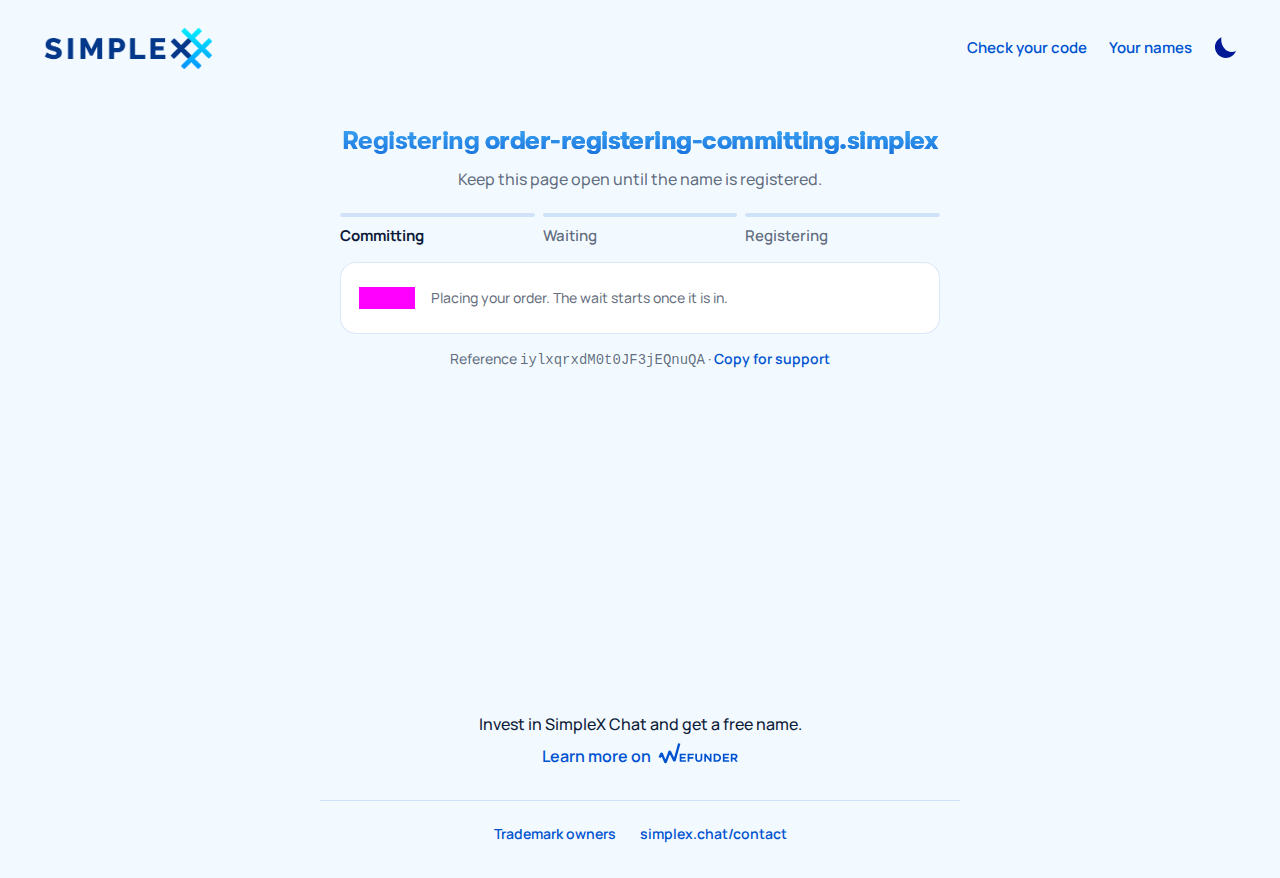 SIMPLEX
Check your code
Your names
Registering order-registering-committing.simplex
Keep this page open until the name is registered.
Committing
Waiting
Registering
Placing your order. The wait starts once it is in.
Reference iylxqrxdM0t0JF3jEQnuQA · Copy for support
Invest in SimpleX Chat and get a free name.
Learn more on WEFUNDER
Trademark owners
simplex.chat/contact